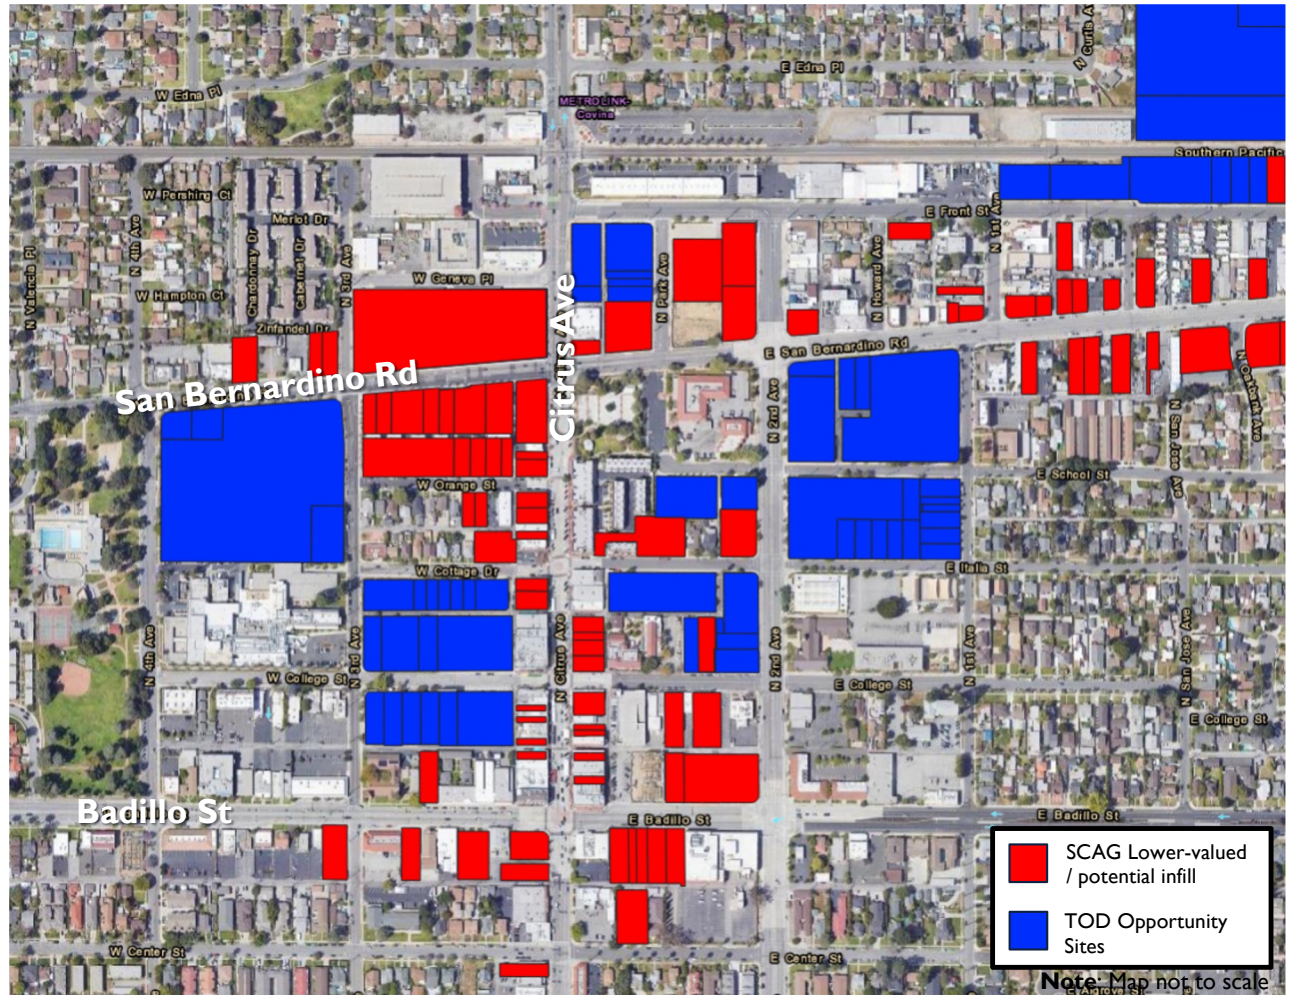 N Curtis A
E Edna Pl
W Edna Pl
METROLINK-
Covina
Southern Pacific
W Pershing Ct
N 4th Ave
Merlot Dr
E Front St
N 1st Ave
N Valencia Pl
Chardonnay Dr
Cabernet Dr
N 3rd Ave
W Geneva Pl
N Park Ave
N Howard Ave
W Hampton Ct
Zinfandel Dr
Citrus Ave
E San Bernardino Rd
San Bernardino Rd
N Oakbank Ave
N 2nd Ave
N San Jose Ave
W Orange St
E School St
W Cottage Dr
E Italia St
N 4th Ave
N 3rd Ave
N Citrus Ave
N 2nd Ave
N 1st Ave
N San Jose Ave
W College St
E College St
E College St
Badillo St
E Badillo St
E Badillo St
SCAG Lower-valued
/ potential infill
TOD Opportunity
Sites
W Center St
E Center St
Note: Map not to scale
E Algrove St